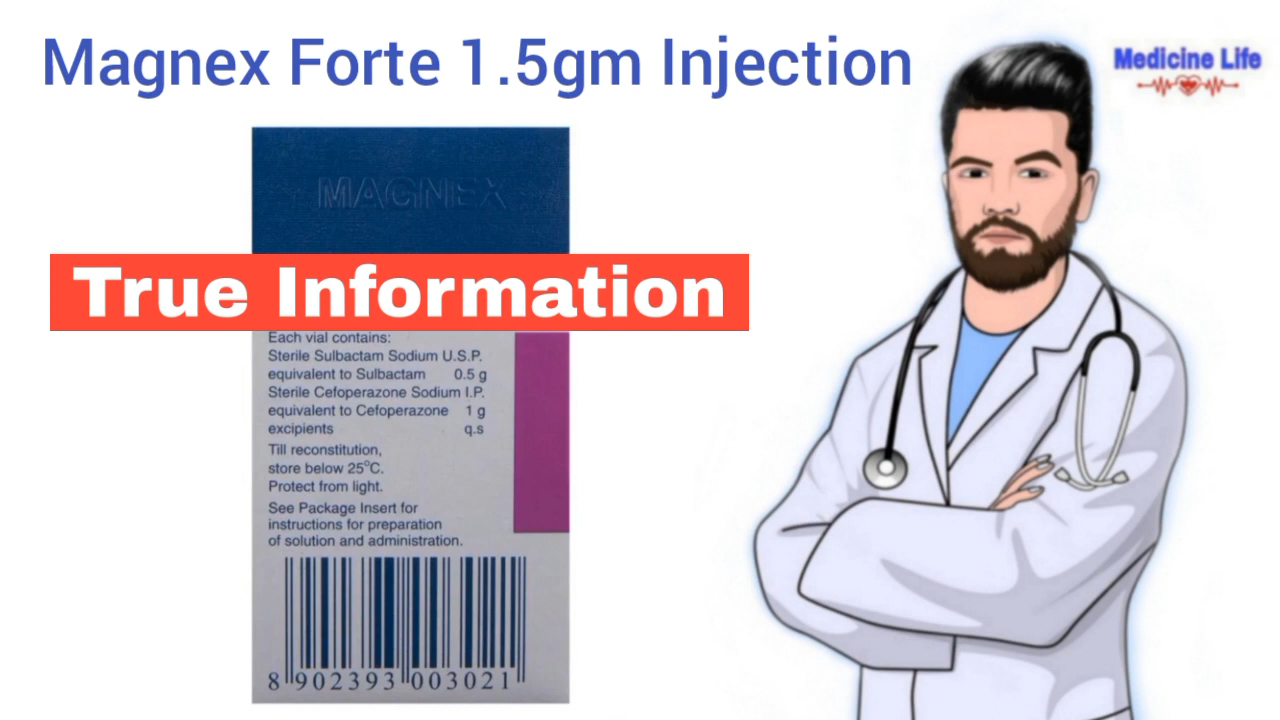 Magnex Forte 1.5gm Injection
Medicine Life
MAGNEX
True Information
Each vial contains:
Sterile Sulbactam Sodium U.S.P.
equivalent to Sulbactam 0.5 g
Sterile Cefoperazone Sodium I.P.
equivalent to Cefoperazone 1 g
excipients q.s
Till reconstitution,
store below 25°C.
Protect from light.
See Package Insert for
instructions for preparation
of solution and administration.
8 902393 003021